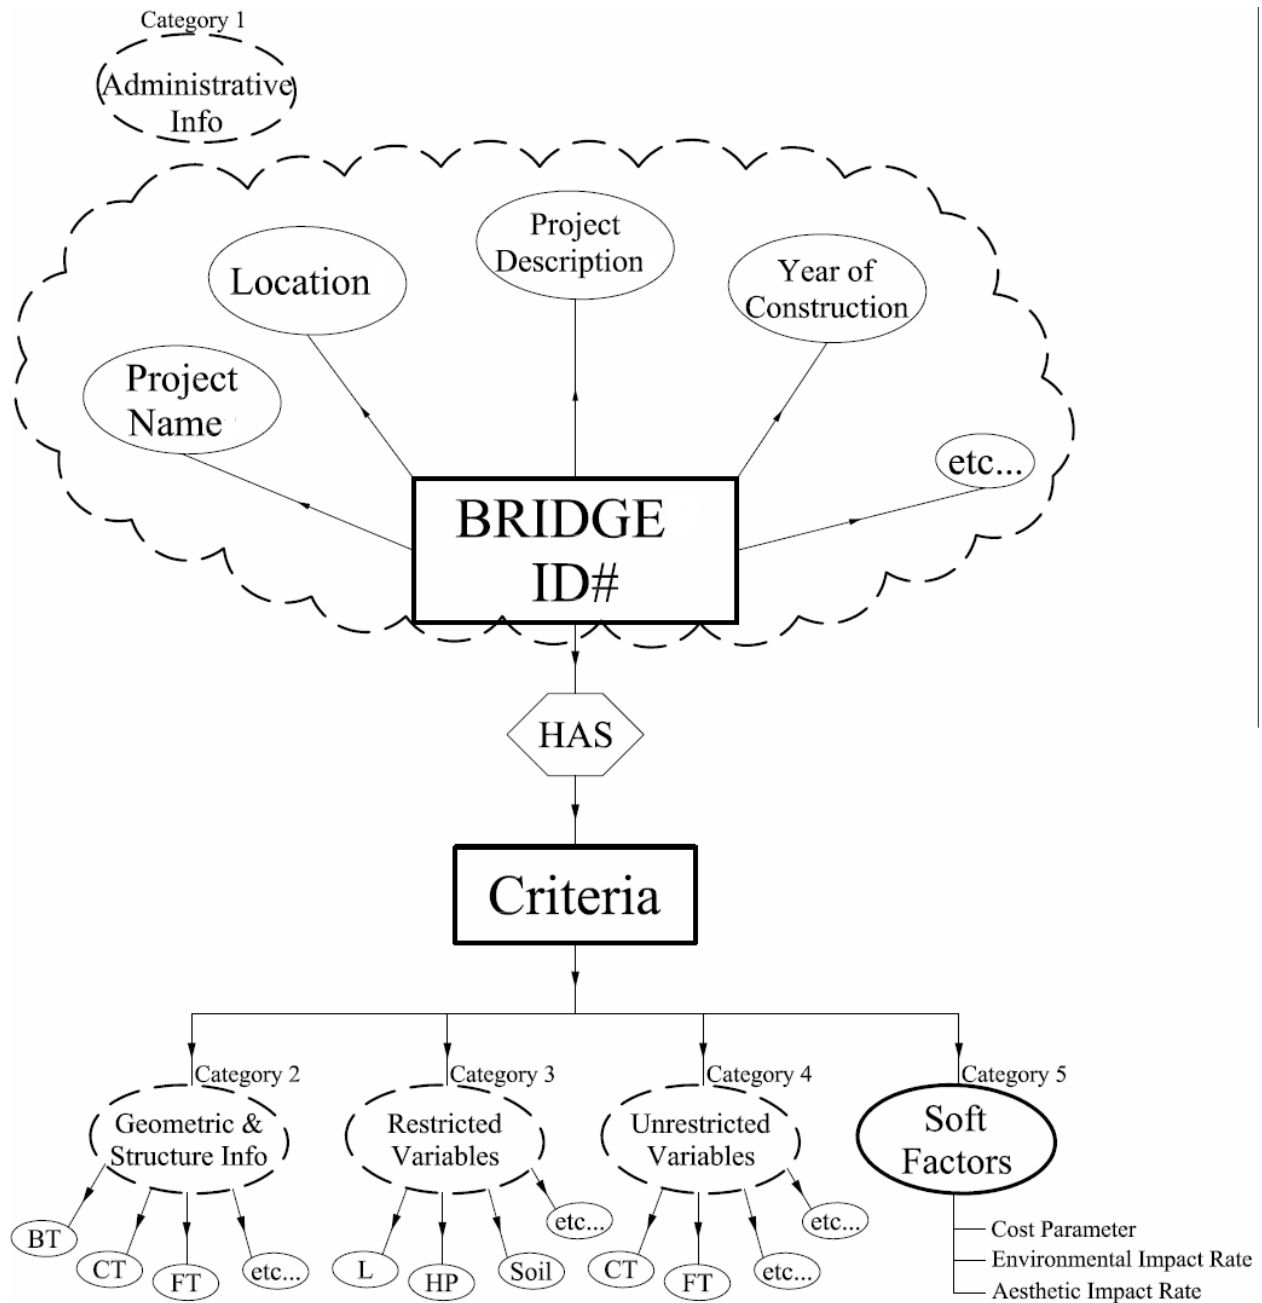 Category 1
Administrative
Info
Project
Description
Location
Year of
Construction
Project
Name
etc...
BRIDGE
ID#
HAS
Criteria
Category 2
Category 3
Category 4
Category 5
Geometric &
Structure Info
Restricted
Variables
Unrestricted
Variables
Soft
Factors
BT
CT
FT
etc...
L
HP
Soil
etc...
CT
FT
etc...
etc...
Cost Parameter
Environmental Impact Rate
Aesthetic Impact Rate